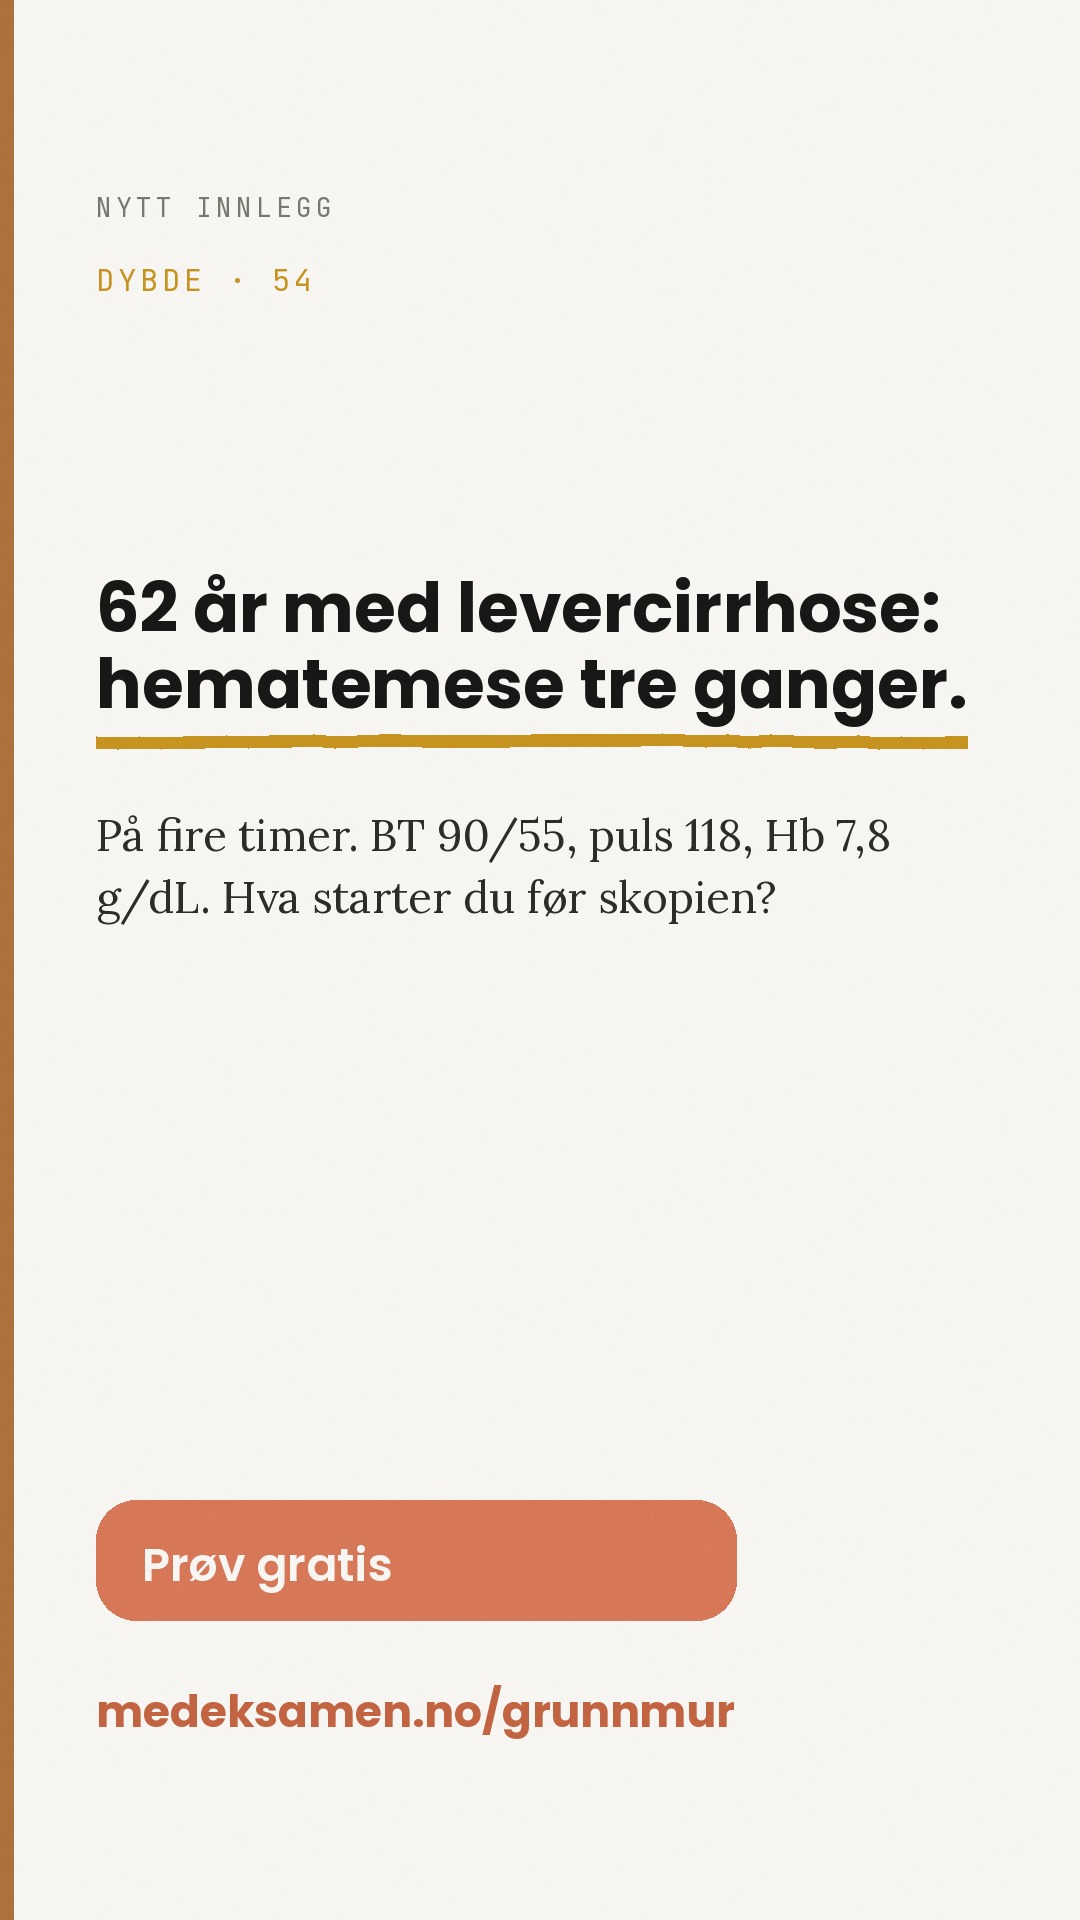 NYTT INNLEGG
DYBDE · 54
62 år med levercirrhose:
hematemese tre ganger.
På fire timer. BT 90/55, puls 118, Hb 7,8
g/dL. Hva starter du før skopien?
Prøv gratis
medeksamen.no/grunnmur